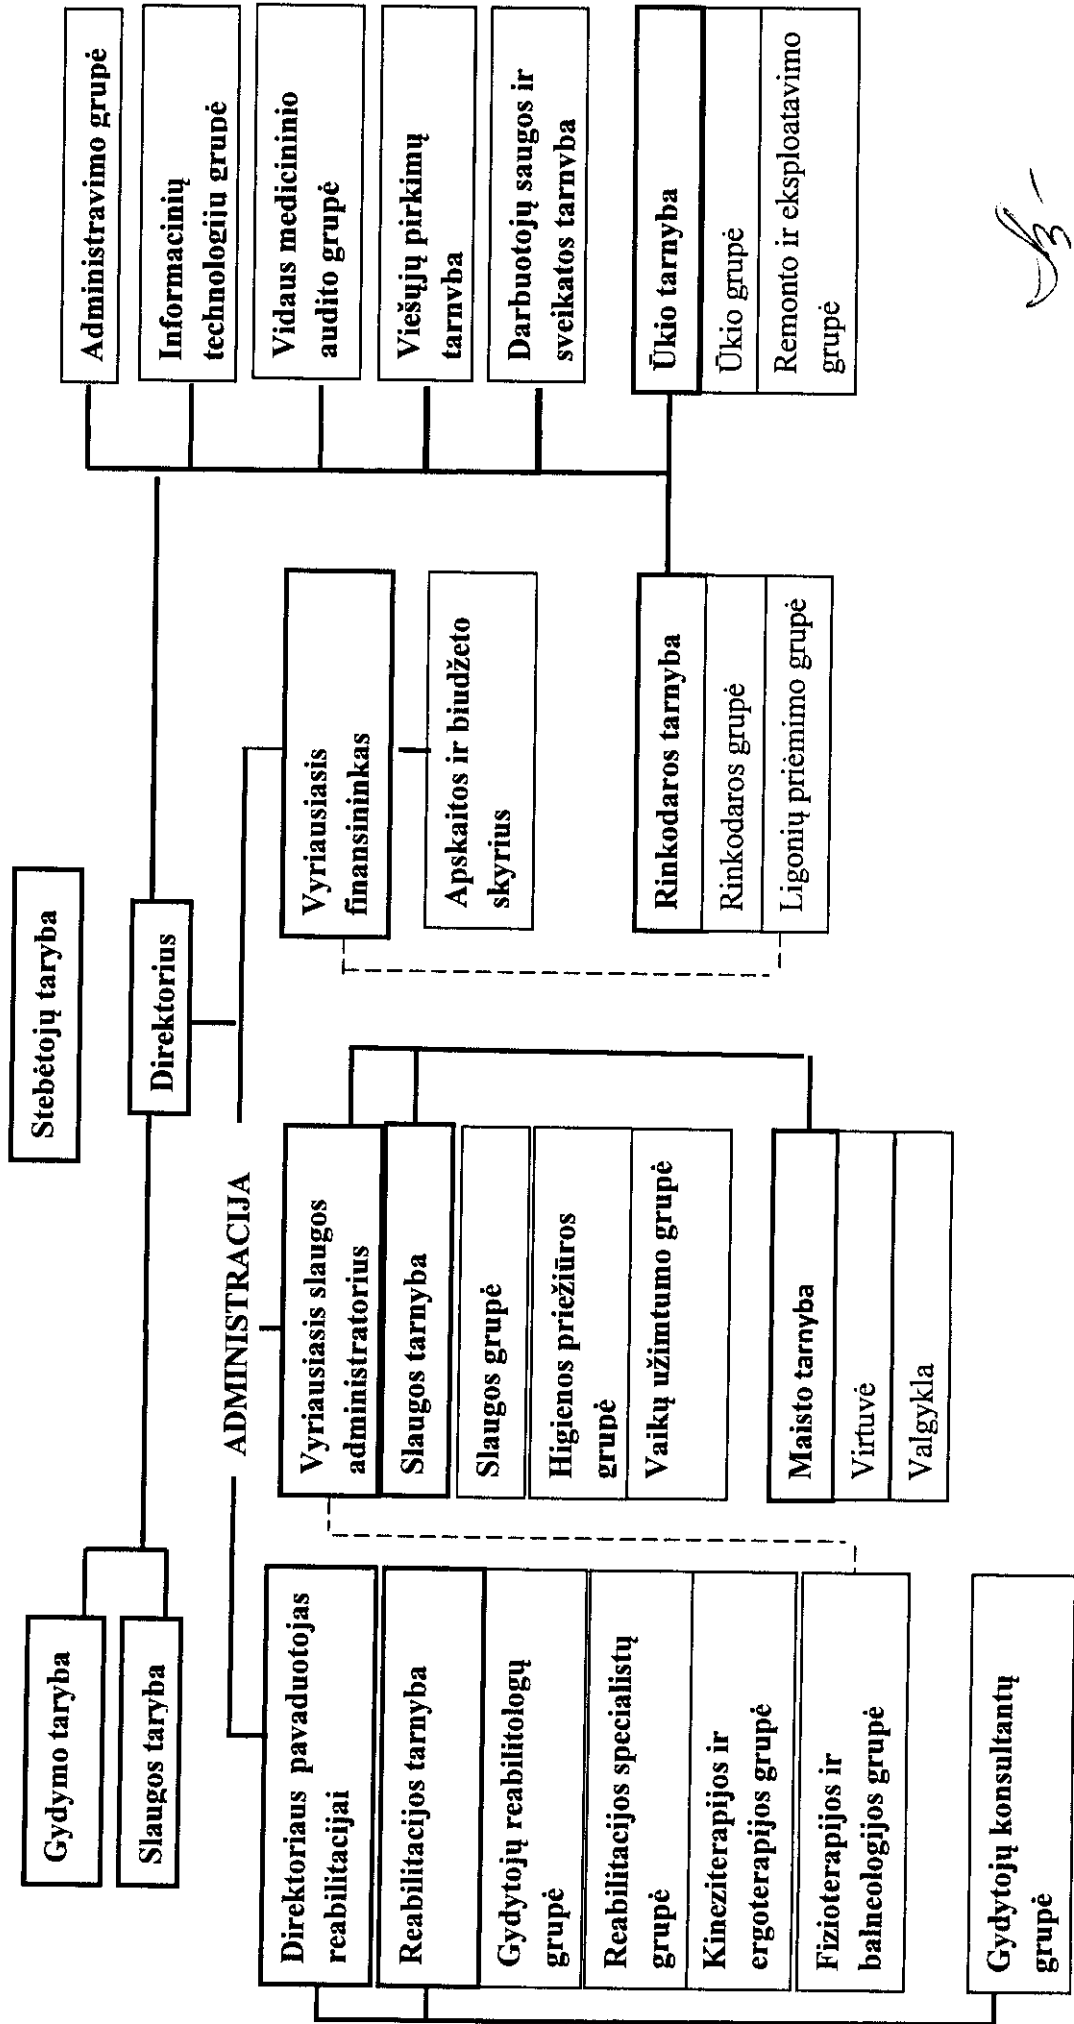 Stebėtojų taryba
Gydymo taryba
Slaugos taryba
Direktorius
ADMINISTRACIJA
Direktoriaus pavaduotojas
reabilitacijai
Reabilitacijos tarnyba
Gydytojų reabilitologų
grupė
Reabilitacijos specialistų
grupė
Kineziterapijos ir
ergoterapijos grupė
Fizioterapijos ir
balneologijos grupė
Gydytojų konsultantų
grupė
Vyriausiasis slaugos
administratorius
Slaugos tarnyba
Slaugos grupė
Higienos priežiūros
grupė
Vaikų užimtumo grupė
Maisto tarnyba
Virtuvė
Valgykla
Vyriausiasis
finansininkas
Apskaitos ir biudžeto
skyrius
Rinkodaros tarnyba
Rinkodaros grupė
Ligonių priėmimo grupė
Administravimo grupė
Informacinių
technologijų grupė
Vidaus medicininio
audito grupė
Viešųjų pirkimų
tarnyba
Darbuotojų saugos ir
sveikatos tarnyba
Ūkio tarnyba
Ūkio grupė
Remonto ir eksploatavimo
grupė